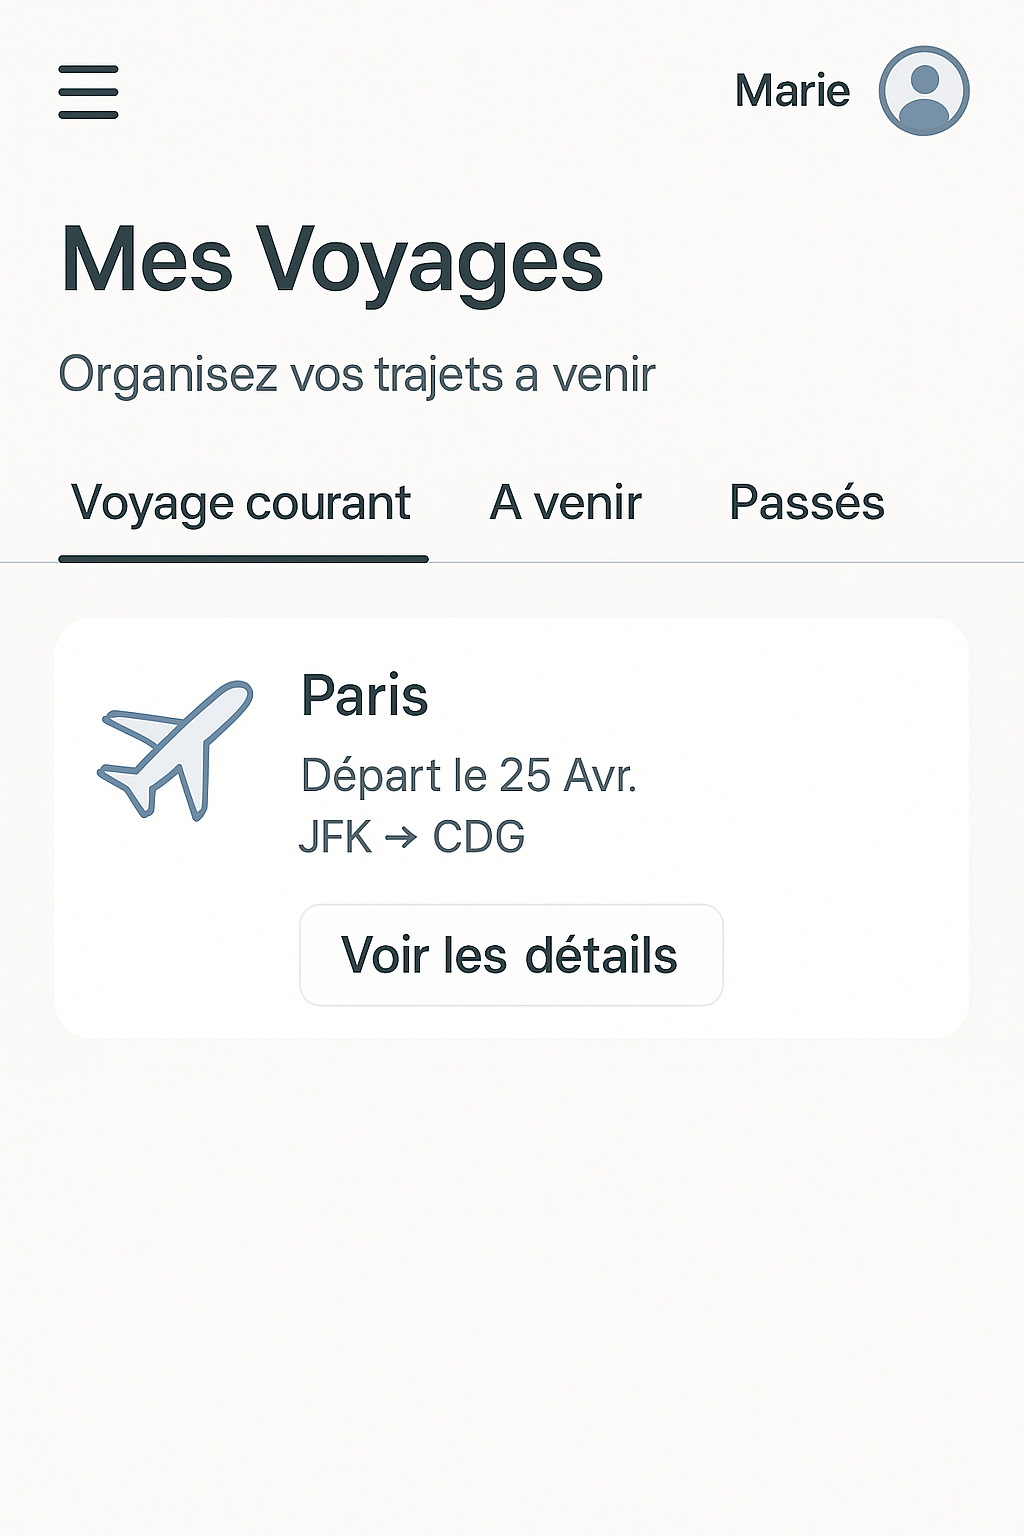 Marie
Mes Voyages
Organisez vos trajets a venir
Voyage courant A venir Passés
Paris
Départ le 25 Avr.
JFK → CDG
Voir les détails